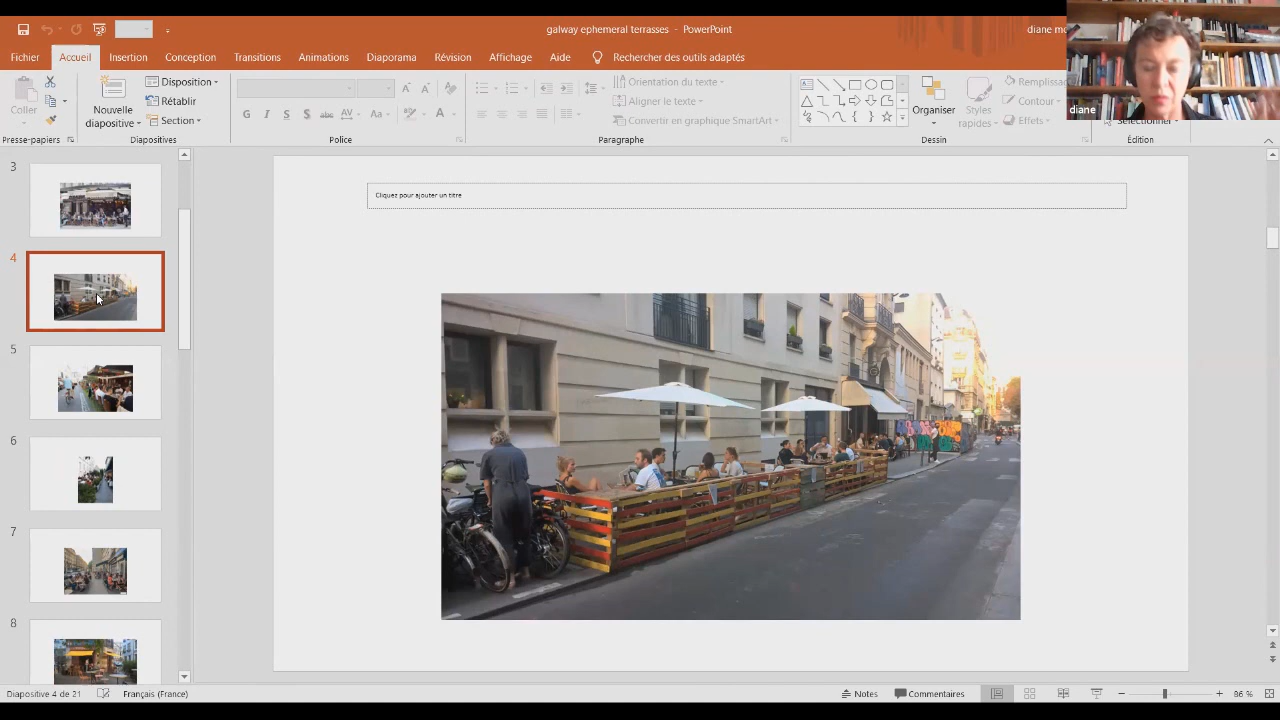 galway ephemeral terrasses - PowerPoint
diane mo
Fichier
Accueil
Insertion
Conception
Transitions
Animations
Diaporama
Révision
Affichage
Aide
Rechercher des outils adaptés
Coller
Nouvelle
diapositive
Disposition
Rétablir
Section
G I S S
Aa
A
Orientation du texte
Aligner le texte
Convertir en graphique SmartArt
Organiser
Styles
rapides
Remplissa
Contour
Effets
diane
Sélectionner
Presse-papiers
Diapositives
Police
Paragraphe
Dessin
Édition
3
4
5
6
7
8
Cliquez pour ajouter un titre
Diapositive 4 de 21
Français (France)
Notes
Commentaires
86 %